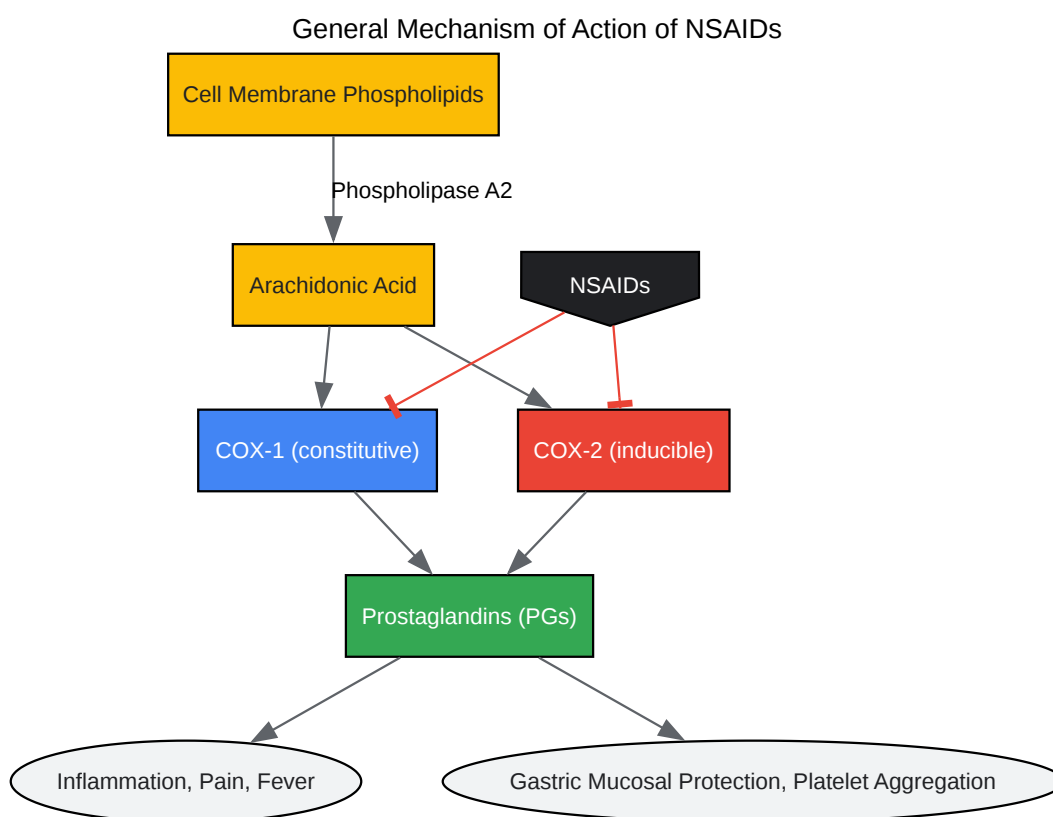 General Mechanism of Action of NSAIDs
Cell Membrane Phospholipids
Phospholipase A2
Arachidonic Acid
NSAIDs
COX-1 (constitutive)
COX-2 (inducible)
Prostaglandins (PGs)
Inflammation, Pain, Fever
Gastric Mucosal Protection, Platelet Aggregation